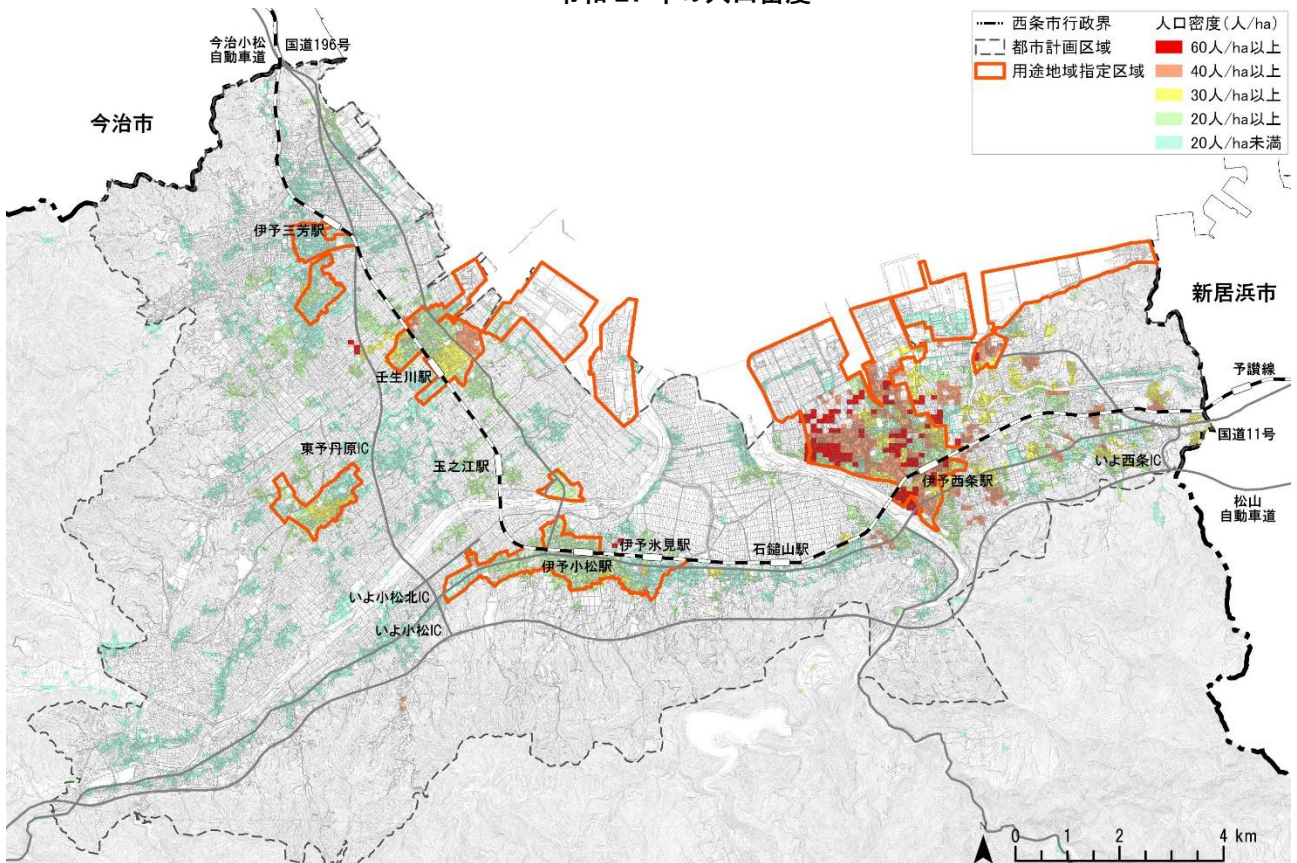 西条市行政界
都市計画区域
用途地域指定区域
人口密度(人/ha)
60人/ha以上
40人/ha以上
30人/ha以上
20人/ha以上
20人/ha未満
今治小松
自動車道
国道196号
今治市
伊予三芳駅
新居浜市
壬生川駅
予讃線
国道11号
東予丹原IC
玉之江駅
いよ西条IC
伊予西条駅
松山
自動車道
伊予氷見駅
石鎚山駅
伊予小松駅
いよ小松北IC
いよ小松IC
0 1 2 4 km